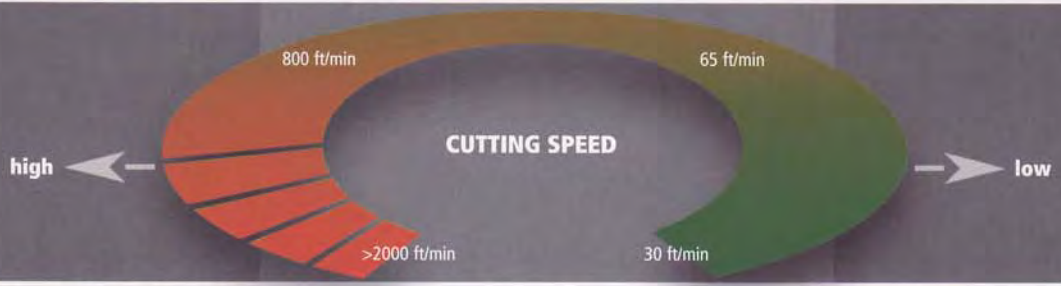 800 ft/min
65 ft/min
CUTTING SPEED
high
low
>2000 ft/min
30 ft/min